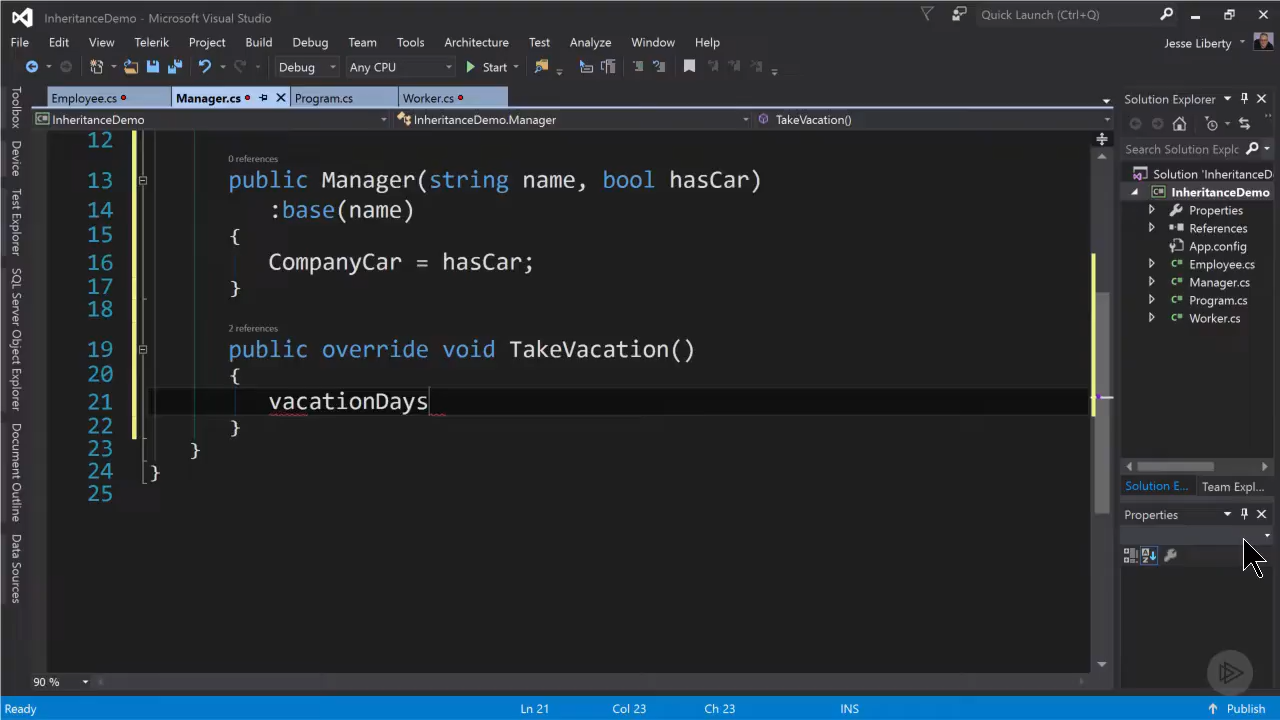 InheritanceDemo - Microsoft Visual Studio
Quick Launch (Ctrl+Q)
File Edit View Telerik Project Build Debug Team Tools Architecture Test Analyze Window Help
Jesse Liberty
Debug Any CPU Start
Employee.cs Manager.cs Program.cs Worker.cs
InheritanceDemo InheritanceDemo.Manager TakeVacation()
12
0 references
13 public Manager(string name, bool hasCar)
14 :base(name)
15 {
16 CompanyCar = hasCar;
17 }
18
2 references
19 public override void TakeVacation()
20 {
21 vacationDays
22 }
23 }
24 }
25
Toolbox
Device
Test Explorer
SQL Server Object Explorer
Document Outline
Data Sources
Solution Explorer
Search Solution Explo
Solution 'InheritanceD
InheritanceDemo
Properties
References
App.config
Employee.cs
Manager.cs
Program.cs
Worker.cs
Solution E... Team Expl...
Properties
90 %
Ready Ln 21 Col 23 Ch 23 INS Publish